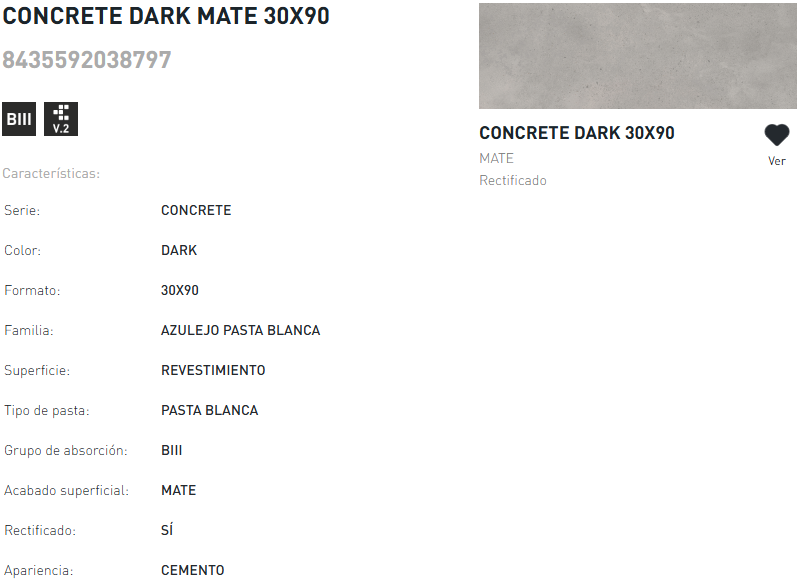 CONCRETE DARK MATE 30X90
8435592038797
BIII
V.2
Características:
Serie: CONCRETE
Color: DARK
Formato: 30X90
Familia: AZULEJO PASTA BLANCA
Superficie: REVESTIMIENTO
Tipo de pasta: PASTA BLANCA
Grupo de absorción: BIII
Acabado superficial: MATE
Rectificado: SÍ
Apariencia: CEMENTO
CONCRETE DARK 30X90
MATE
Rectificado
Ver